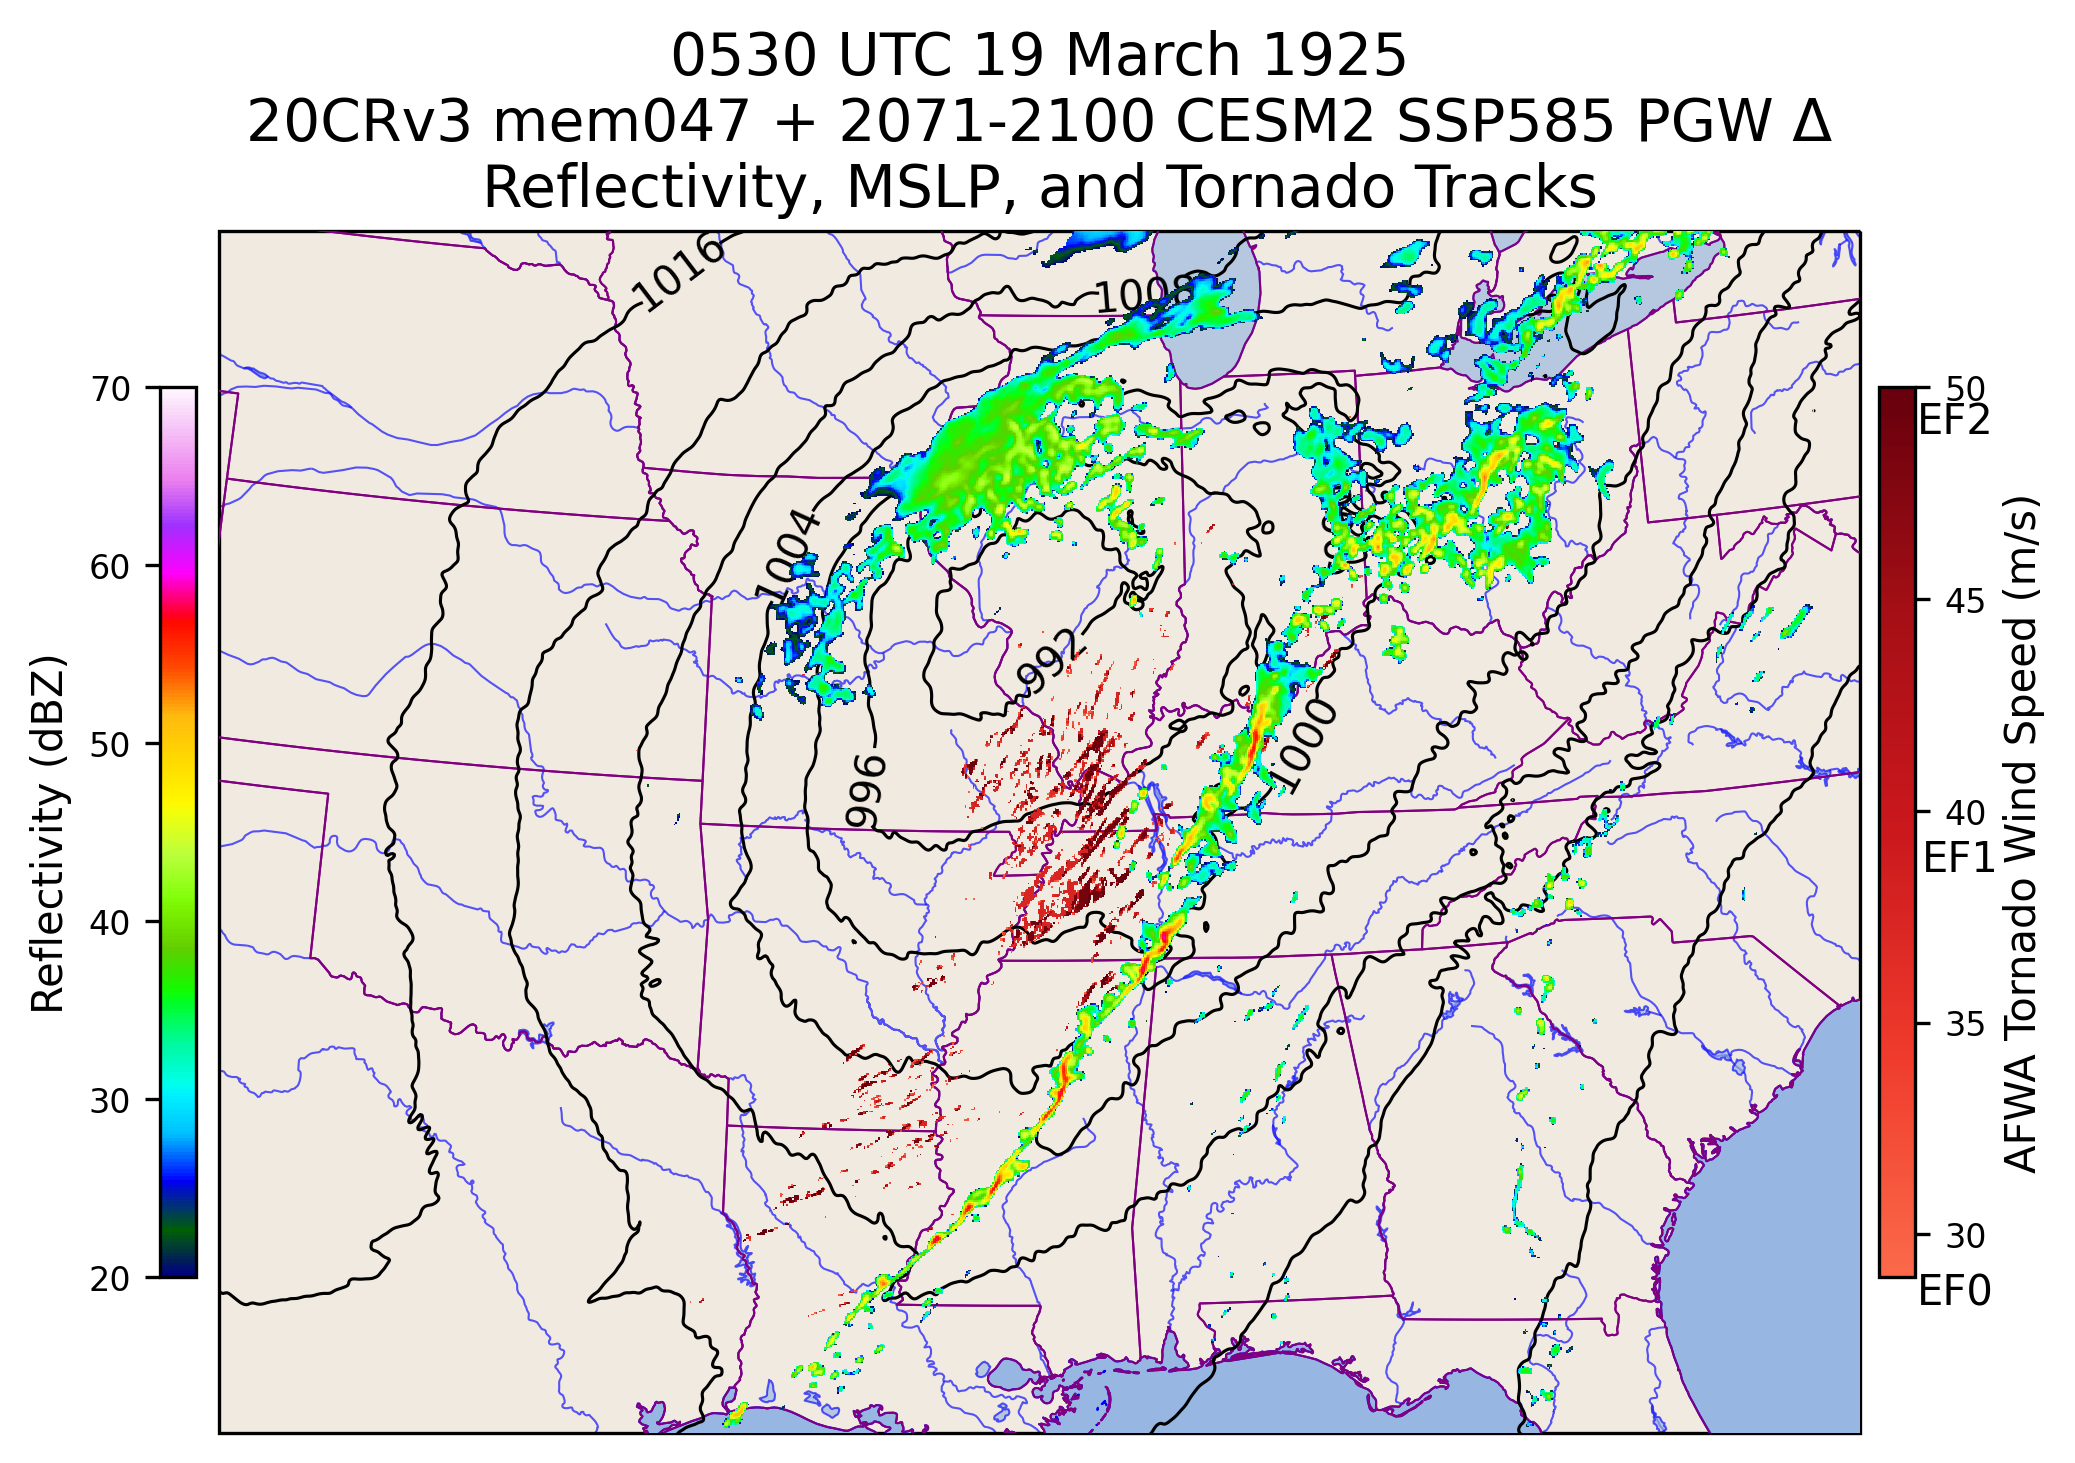 0530 UTC 19 March 1925
20CRv3 mem047 + 2071-2100 CESM2 SSP585 PGW Δ
Reflectivity, MSLP, and Tornado Tracks
1016
1008
1004
992
996
1000
70
60
50
40
30
20
Reflectivity (dBZ)
50
EF2
45
40
EF1
35
30
EF0
AFWA Tornado Wind Speed (m/s)